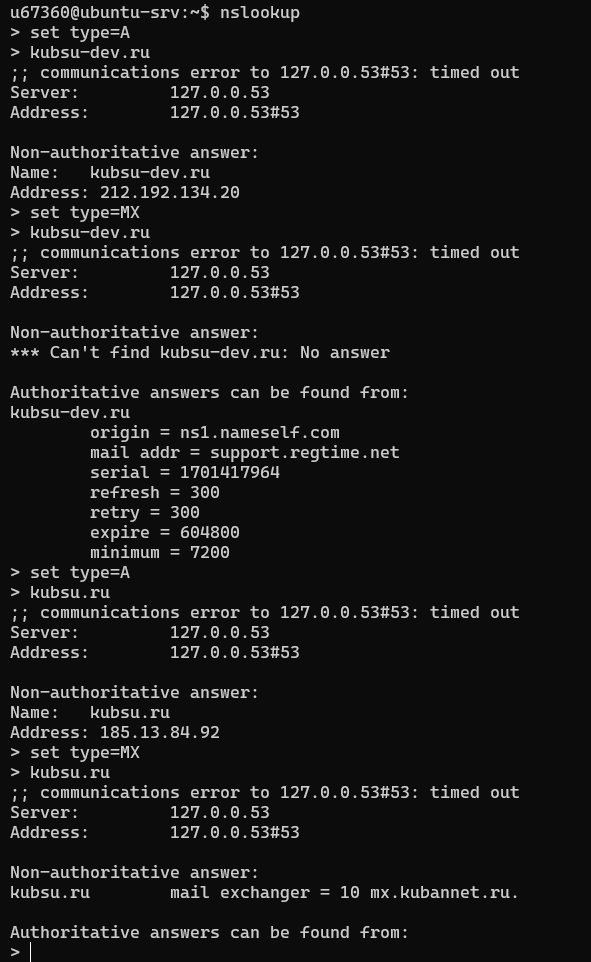 u67360@ubuntu-srv:~$ nslookup
> set type=A
> kubsu-dev.ru
;; communications error to 127.0.0.53#53: timed out
Server:         127.0.0.53
Address:        127.0.0.53#53

Non-authoritative answer:
Name:   kubsu-dev.ru
Address: 212.192.134.20
> set type=MX
> kubsu-dev.ru
;; communications error to 127.0.0.53#53: timed out
Server:         127.0.0.53
Address:        127.0.0.53#53

Non-authoritative answer:
*** Can't find kubsu-dev.ru: No answer

Authoritative answers can be found from:
kubsu-dev.ru
        origin = ns1.nameself.com
        mail addr = support.regtime.net
        serial = 1701417964
        refresh = 300
        retry = 300
        expire = 604800
        minimum = 7200
> set type=A
> kubsu.ru
;; communications error to 127.0.0.53#53: timed out
Server:         127.0.0.53
Address:        127.0.0.53#53

Non-authoritative answer:
Name:   kubsu.ru
Address: 185.13.84.92
> set type=MX
> kubsu.ru
;; communications error to 127.0.0.53#53: timed out
Server:         127.0.0.53
Address:        127.0.0.53#53

Non-authoritative answer:
kubsu.ru        mail exchanger = 10 mx.kubannet.ru.

Authoritative answers can be found from:
>